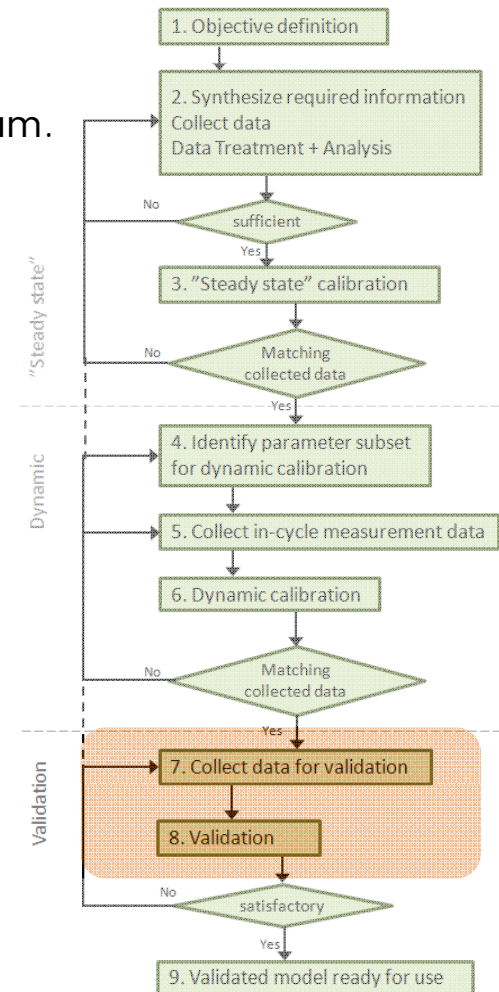 1. Objective definition
um.
2. Synthesize required information
Collect data
Data Treatment + Analysis
No
sufficient
Yes
3. ”Steady state” calibration
”Steady state”
No
Matching
collected data
Yes
4. Identify parameter subset
for dynamic calibration
Dynamic
5. Collect in-cycle measurement data
6. Dynamic calibration
No
Matching
collected data
Yes
7. Collect data for validation
Validation
8. Validation
No
satisfactory
Yes
9. Validated model ready for use